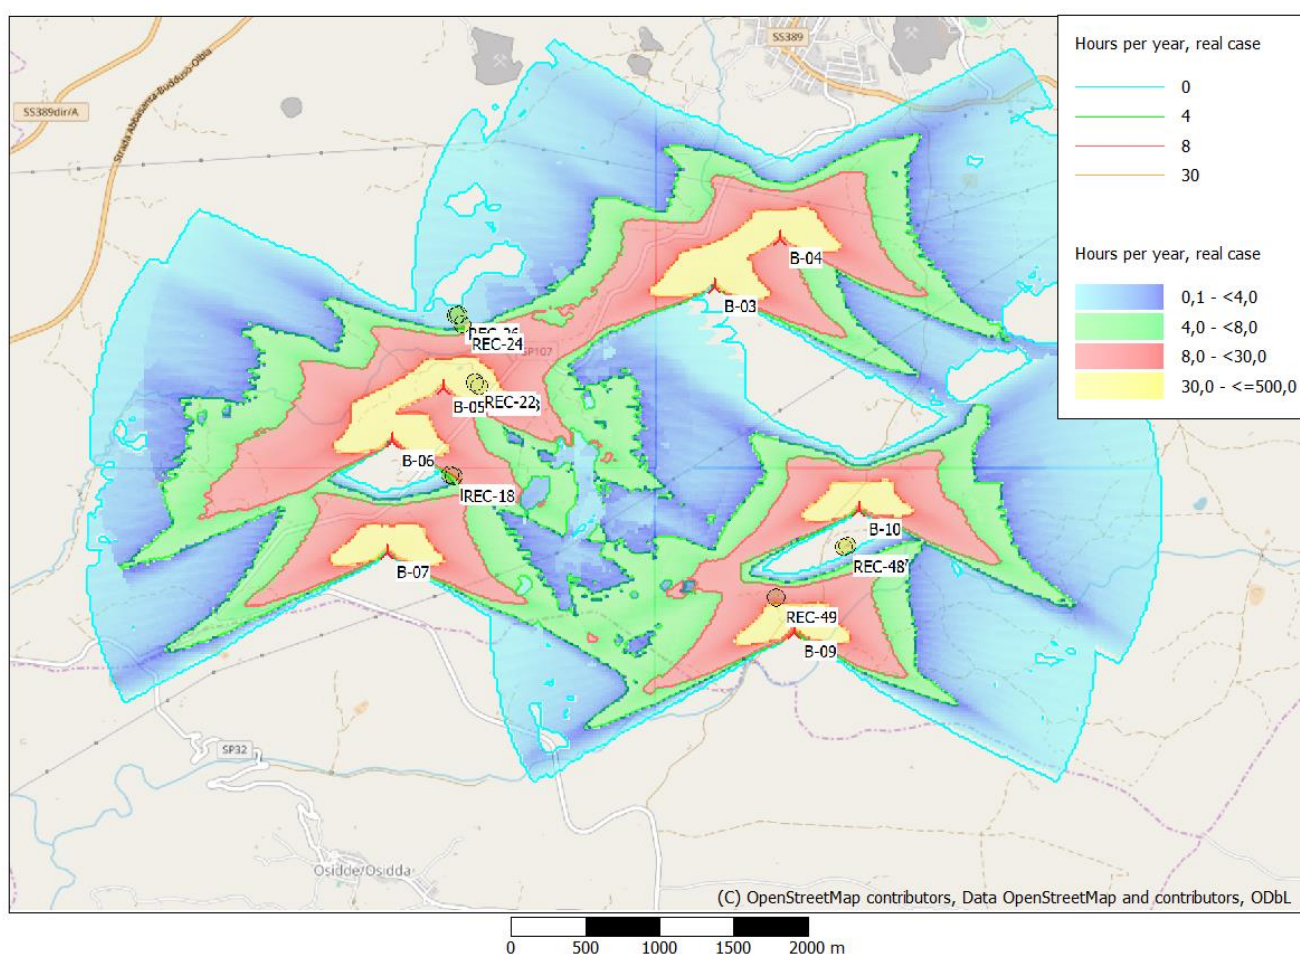 SS389
SS389dir/A
Strada Abbasanta-Buddusò-Olbia
Hours per year, real case
0
4
8
30
Hours per year, real case
0,1 - <4,0
4,0 - <8,0
8,0 - <30,0
30,0 - <=500,0
B-04
B-03
REC-24
SP107
B-05
REC-22
B-06
REC-18
B-10
B-07
REC-48
REC-49
B-09
SP32
Osidde/Osidda
(C) OpenStreetMap contributors, Data OpenStreetMap and contributors, ODbL
0 500 1000 1500 2000 m